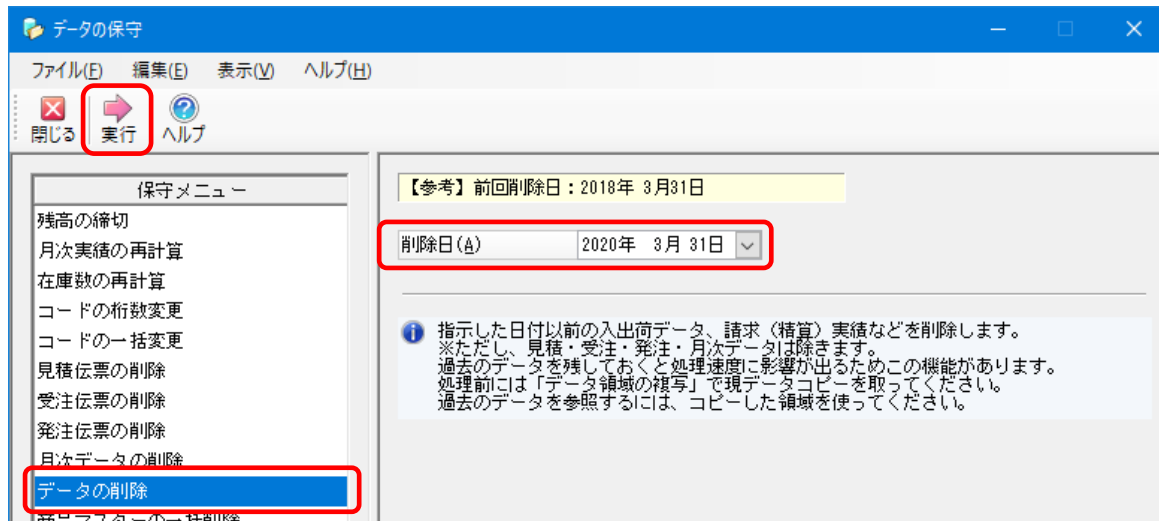 データの保守
ファイル(F) 編集(E) 表示(V) ヘルプ(H)
閉じる 実行 ヘルプ
保守メニュー
残高の締切
月次実績の再計算
在庫数の再計算
コードの桁数変更
コードの一括変更
見積伝票の削除
受注伝票の削除
発注伝票の削除
月次データの削除
データの削除
商品マスターの一括削除
【参考】前回削除日：2018年 3月31日
削除日(A) 2020年 3月 31日
指示した日付以前の入出荷データ、請求（精算）実績などを削除します。
※ただし、見積・受注・発注・月次データは除きます。
過去のデータを残しておくと処理速度に影響が出るためこの機能があります。
処理前には「データ領域の複写」で現データコピーを取ってください。
過去のデータを参照するには、コピーした領域を使ってください。